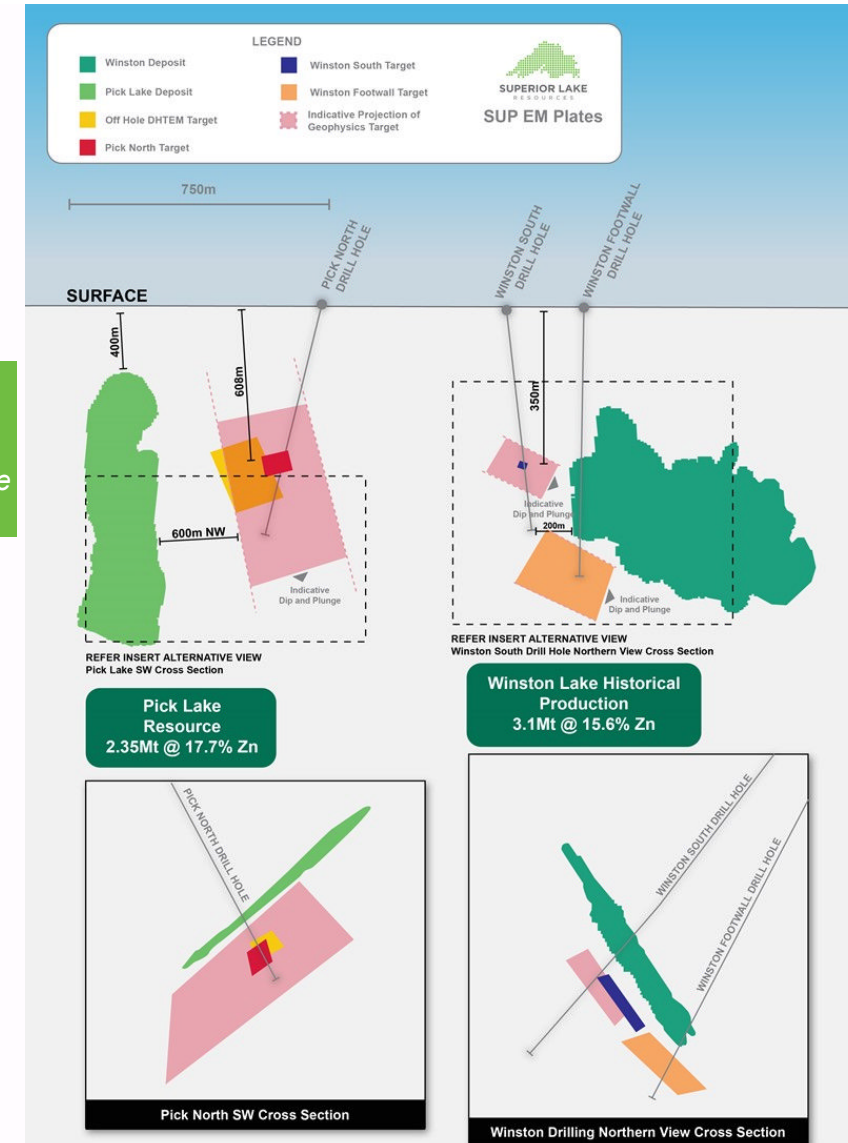 LEGEND
Winston Deposit
Pick Lake Deposit
Off Hole DHTEM Target
Pick North Target
Winston South Target
Winston Footwall Target
Indicative Projection of
Geophysics Target
SUPERIOR LAKE
RESOURCES
SUP EM Plates
750m
PICK NORTH
DRILL HOLE
WINSTON SOUTH
DRILL HOLE
WINSTON FOOTWALL
DRILL HOLE
SURFACE
400m
608m
350m
600m NW
200m
Indicative
Dip and Plunge
Indicative
Dip and Plunge
Indicative
Dip and Plunge
e
REFER INSERT ALTERNATIVE VIEW
Pick Lake SW Cross Section
REFER INSERT ALTERNATIVE VIEW
Winston South Drill Hole Northern View Cross Section
Pick Lake
Resource
2.35Mt @ 17.7% Zn
Winston Lake Historical
Production
3.1Mt @ 15.6% Zn
PICK NORTH DRILL HOLE
Pick North SW Cross Section
WINSTON SOUTH DRILL HOLE
WINSTON FOOTWALL DRILL HOLE
Winston Drilling Northern View Cross Section